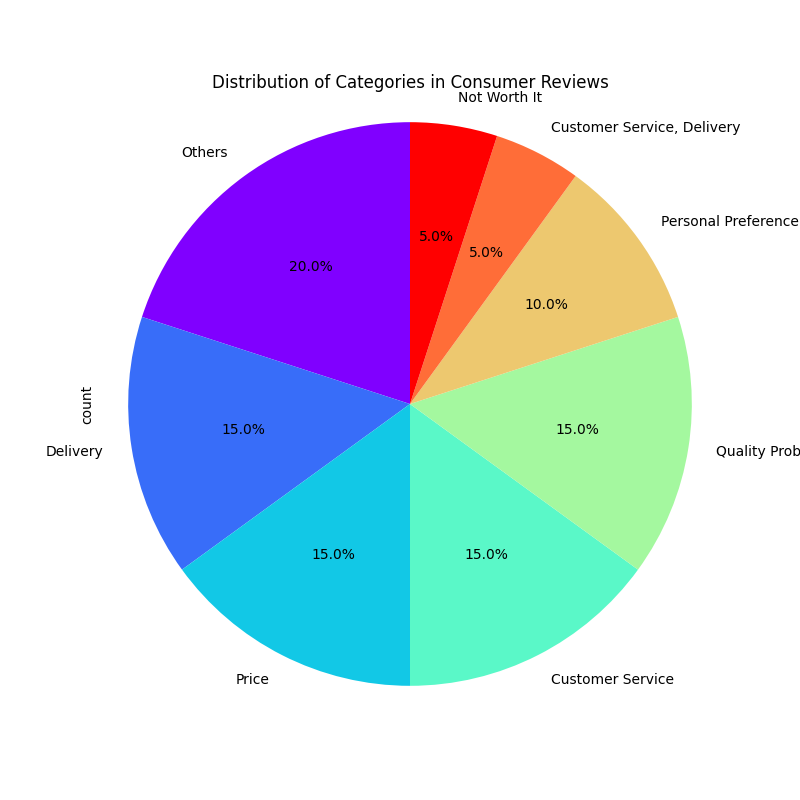 Distribution of Categories in Consumer Reviews
Not Worth It
Customer Service, Delivery
Others
Personal Preference
5.0%
5.0%
20.0%
10.0%
count
15.0%
15.0%
Delivery
Quality Prob
15.0%
15.0%
Price
Customer Service